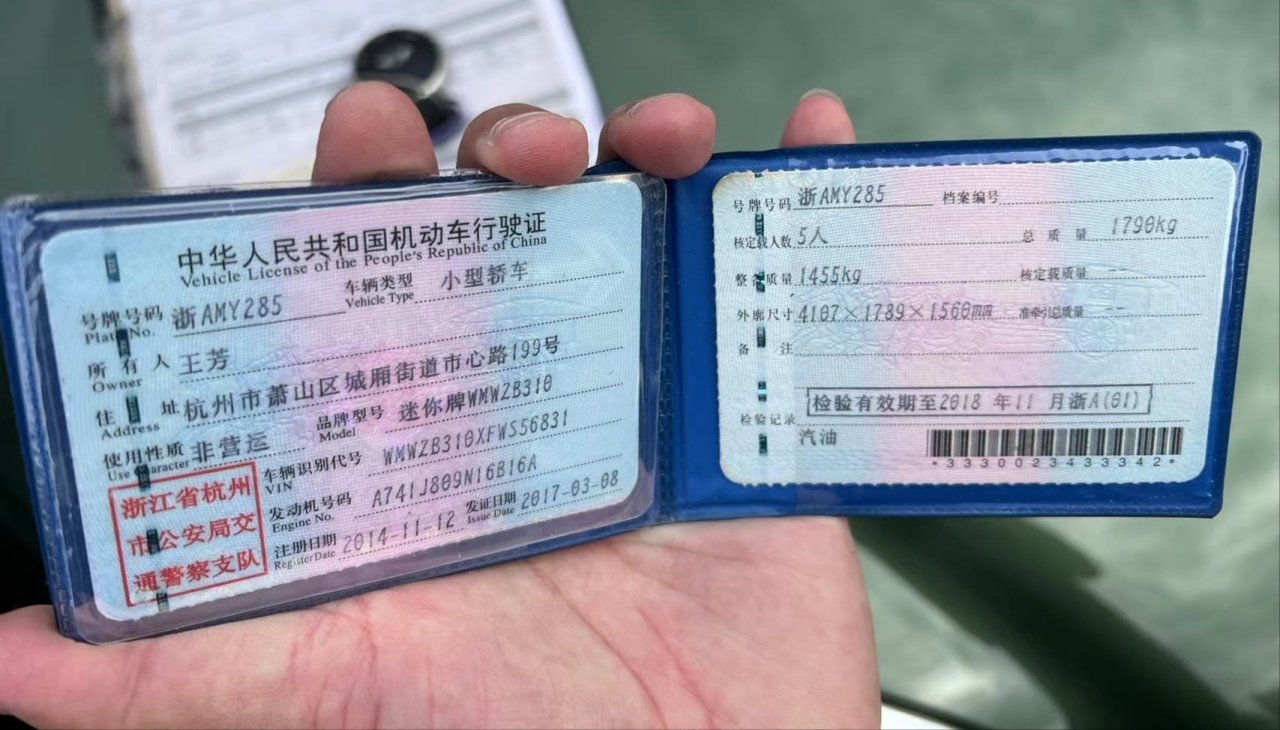 中华人民共和国机动车行驶证
Vehicle License of the People's Republic of China
号牌号码 浙AMY285 车辆类型 小型轿车
Plate No. Vehicle Type
所有人 王芳
Owner
住址 杭州市萧山区城厢街道市心路199号
Address
使用性质 非营运 品牌型号 迷你牌WMWZB310
Use Character Model
车辆识别代号 WMWZB310XFWS56831
VIN
发动机号码 A741J809N16B16A
Engine No.
注册日期 2014-11-12 发证日期 2017-03-08
Register Date Issue Date
浙江省杭州
市公安局交
通警察支队
号牌号码 浙AMY285 档案编号
核定载人数 5人 总质量 1790kg
整备质量 1455kg 核定载质量 --
外廓尺寸 4107×1789×1560mm 准牵引总质量 --
备注
检验记录 检验有效期至2018 年11 月浙A(01)
汽油
*3330023433342*